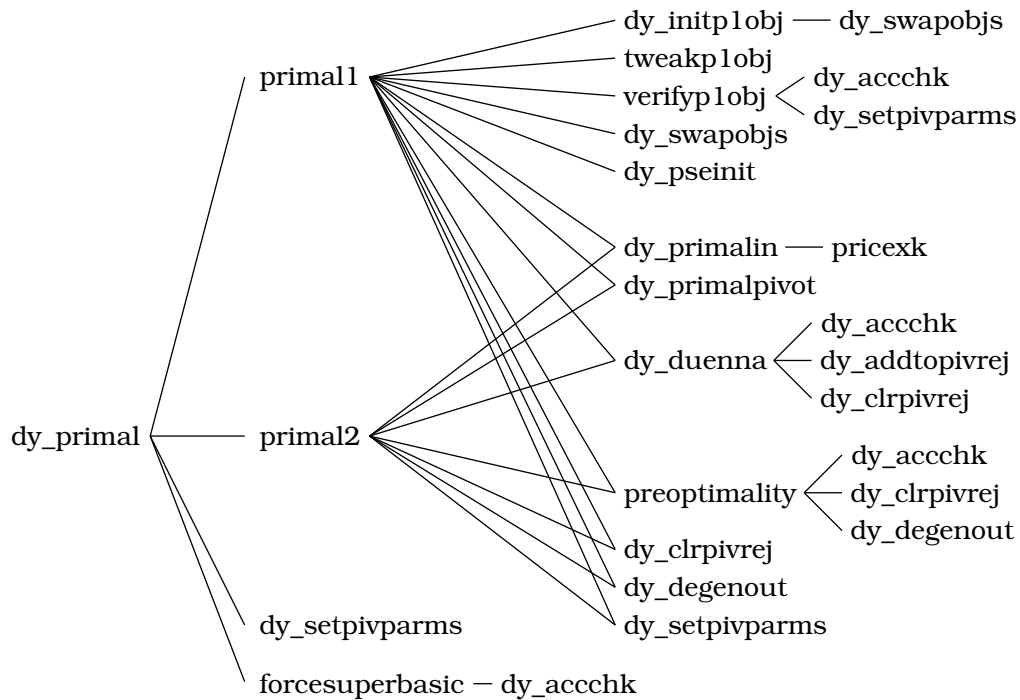 dy_initp1obj dy_swapobjs
primal1 tweakp1obj dy_accchk
verifyp1obj
dy_setpivparms
dy_swapobjs
dy_pseinit
dy_primalin pricexk
dy_primalpivot
dy_accchk
dy_duenna dy_addtopivrej
dy_clrpivrej
dy_primal primal2
dy_accchk
preoptimality dy_clrpivrej
dy_degenout
dy_clrpivrej
dy_degenout
dy_setpivparms dy_setpivparms
forcesuperbasic dy_accchk